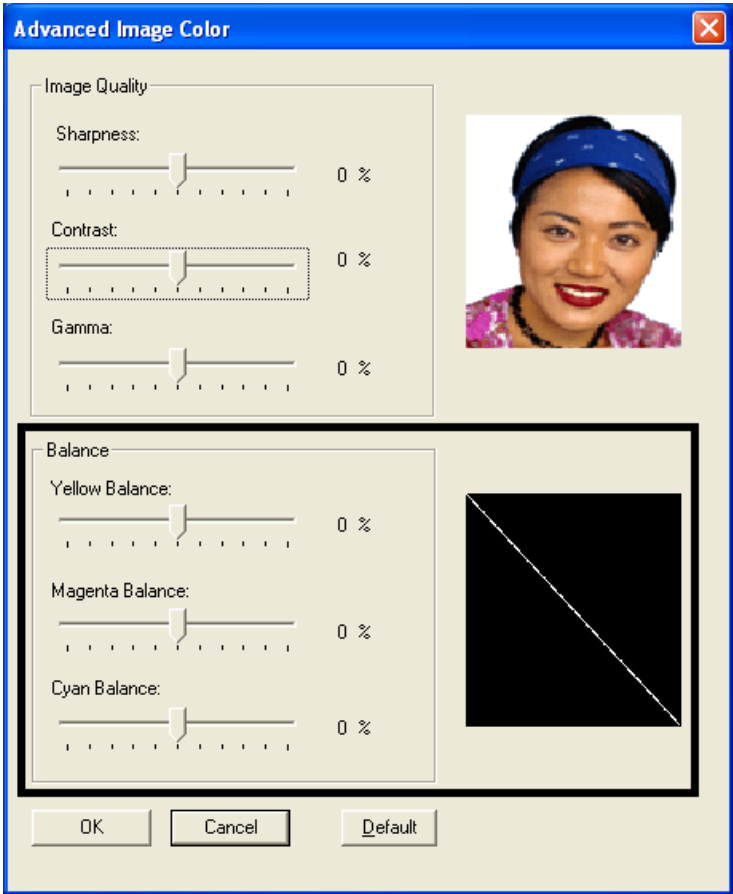 Advanced Image Color
Image Quality
Sharpness:
0 %
Contrast:
0 %
Gamma:
0 %
Balance
Yellow Balance:
0 %
Magenta Balance:
0 %
Cyan Balance:
0 %
OK Cancel Default